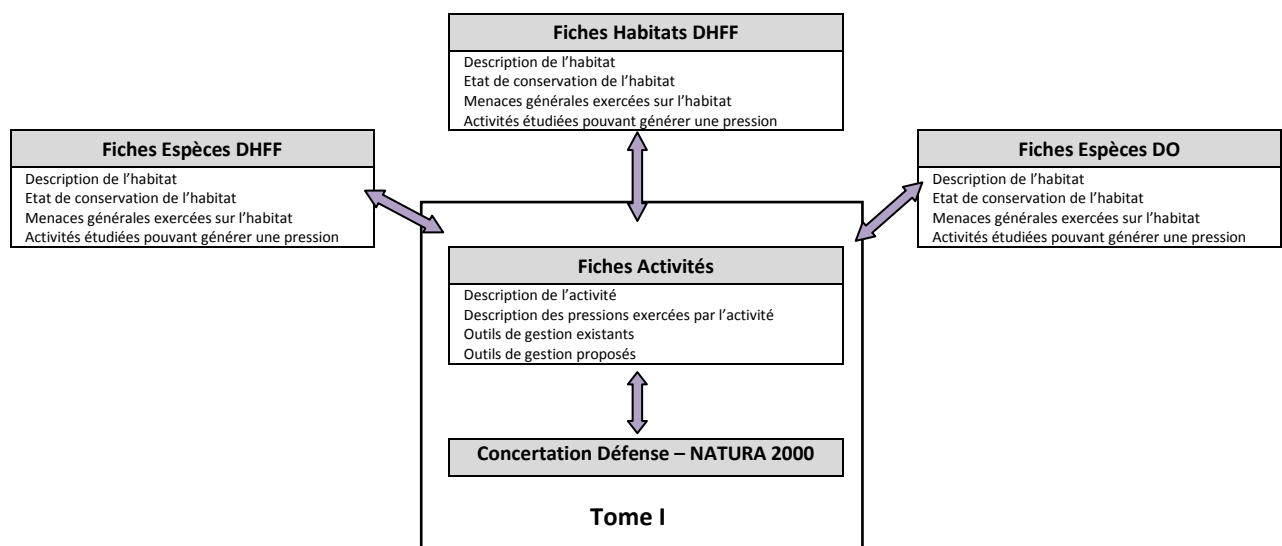 Fiches Habitats DHFF
Description de l’habitat
Etat de conservation de l’habitat
Menaces générales exercées sur l’habitat
Activités étudiées pouvant générer une pression
Fiches Espèces DHFF
Description de l’habitat
Etat de conservation de l’habitat
Menaces générales exercées sur l’habitat
Activités étudiées pouvant générer une pression
Fiches Espèces DO
Description de l’habitat
Etat de conservation de l’habitat
Menaces générales exercées sur l’habitat
Activités étudiées pouvant générer une pression
Fiches Activités
Description de l’activité
Description des pressions exercées par l’activité
Outils de gestion existants
Outils de gestion proposés
Concertation Défense – NATURA 2000
Tome I